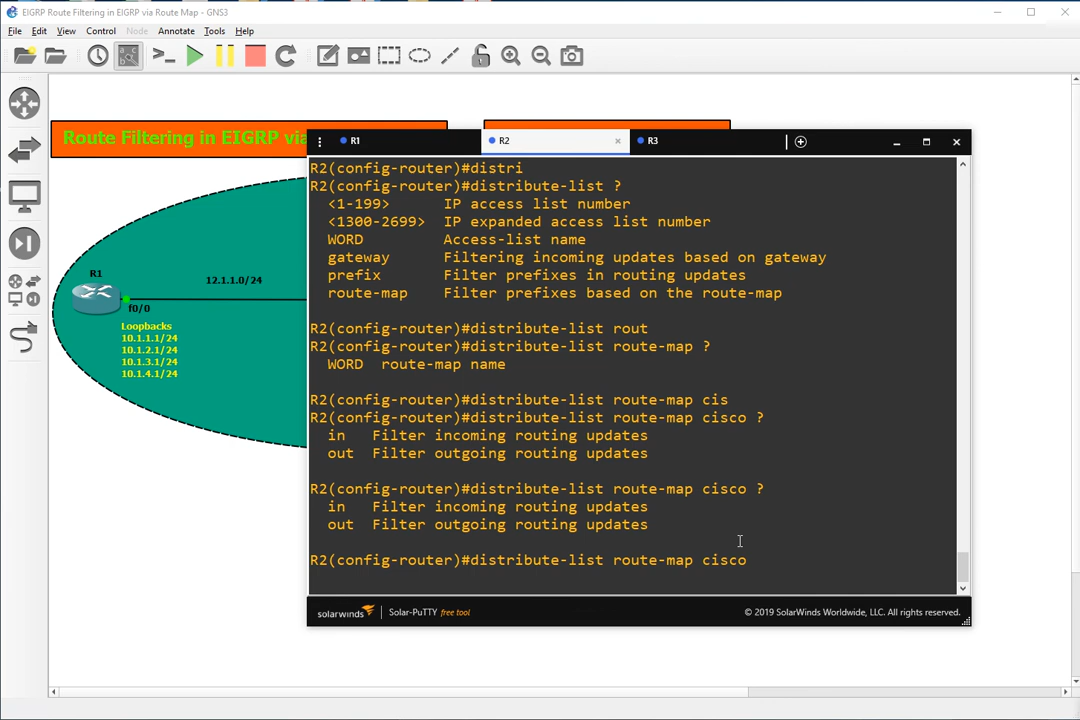 EIGRP Route Filtering in EIGRP via Route Map - GNS3
File Edit View Control Node Annotate Tools Help
Route Filtering in EIGRP via
R1 R2 × R3
R2(config-router)#distri
R2(config-router)#distribute-list ?
<1-199> IP access list number
<1300-2699> IP expanded access list number
WORD Access-list name
gateway Filtering incoming updates based on gateway
prefix Filter prefixes in routing updates
route-map Filter prefixes based on the route-map
R2(config-router)#distribute-list rout
R2(config-router)#distribute-list route-map ?
WORD route-map name
R2(config-router)#distribute-list route-map cis
R2(config-router)#distribute-list route-map cisco ?
in Filter incoming routing updates
out Filter outgoing routing updates
R2(config-router)#distribute-list route-map cisco ?
in Filter incoming routing updates
out Filter outgoing routing updates
R2(config-router)#distribute-list route-map cisco
solarwinds | Solar-PuTTY free tool © 2019 SolarWinds Worldwide, LLC. All rights reserved.
R1
12.1.1.0/24
f0/0
Loopbacks
10.1.1.1/24
10.1.2.1/24
10.1.3.1/24
10.1.4.1/24